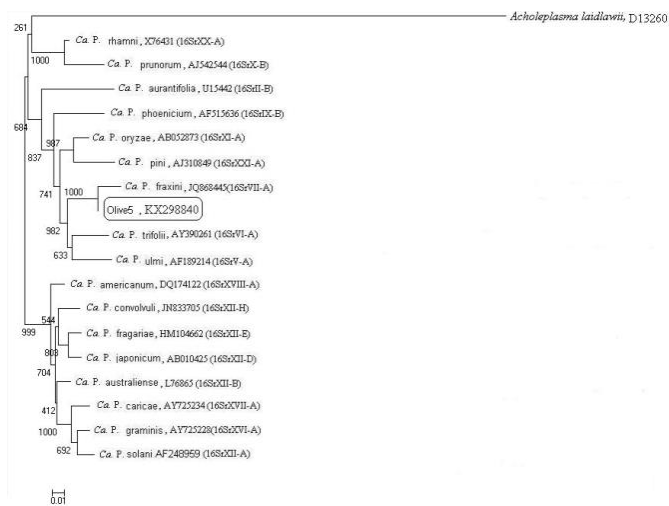 Acholeplasma laidlawii, D13260
261
Ca. P. rhamni, X76431 (16SrXX-A)
1000
Ca. P. prunorum, AJ542544 (16SrX-B)
Ca. P. aurantifolia, U15442 (16SrII-B)
Ca. P. phoenicium, AF515636 (16SrIX-B)
684
Ca. P. oryzae, AB052873 (16SrXI-A)
987
837
Ca. P. pini, AJ310849 (16SrXXI-A)
Ca. P. fraxini, JQ868445(16SrVII-A)
741
1000
Olive5, KX298840
982
Ca. P. trifolii, AY390261 (16SrVI-A)
633
Ca. P. ulmi, AF189214 (16SrV-A)
Ca. P. americanum, DQ174122 (16SrXVIII-A)
Ca. P. convolvuli, JN833705 (16SrXII-H)
544
999
Ca. P. fragariae, HM104662 (16SrXII-E)
803
Ca. P. japonicum, AB010425 (16SrXII-D)
704
Ca. P. australiense, L76865 (16SrXII-B)
Ca. P. caricae, AY725234 (16SrXVII-A)
412
Ca. P. graminis, AY725228(16SrXVI-A)
1000
692
Ca. P. solani AF248959 (16SrXII-A)
0.01